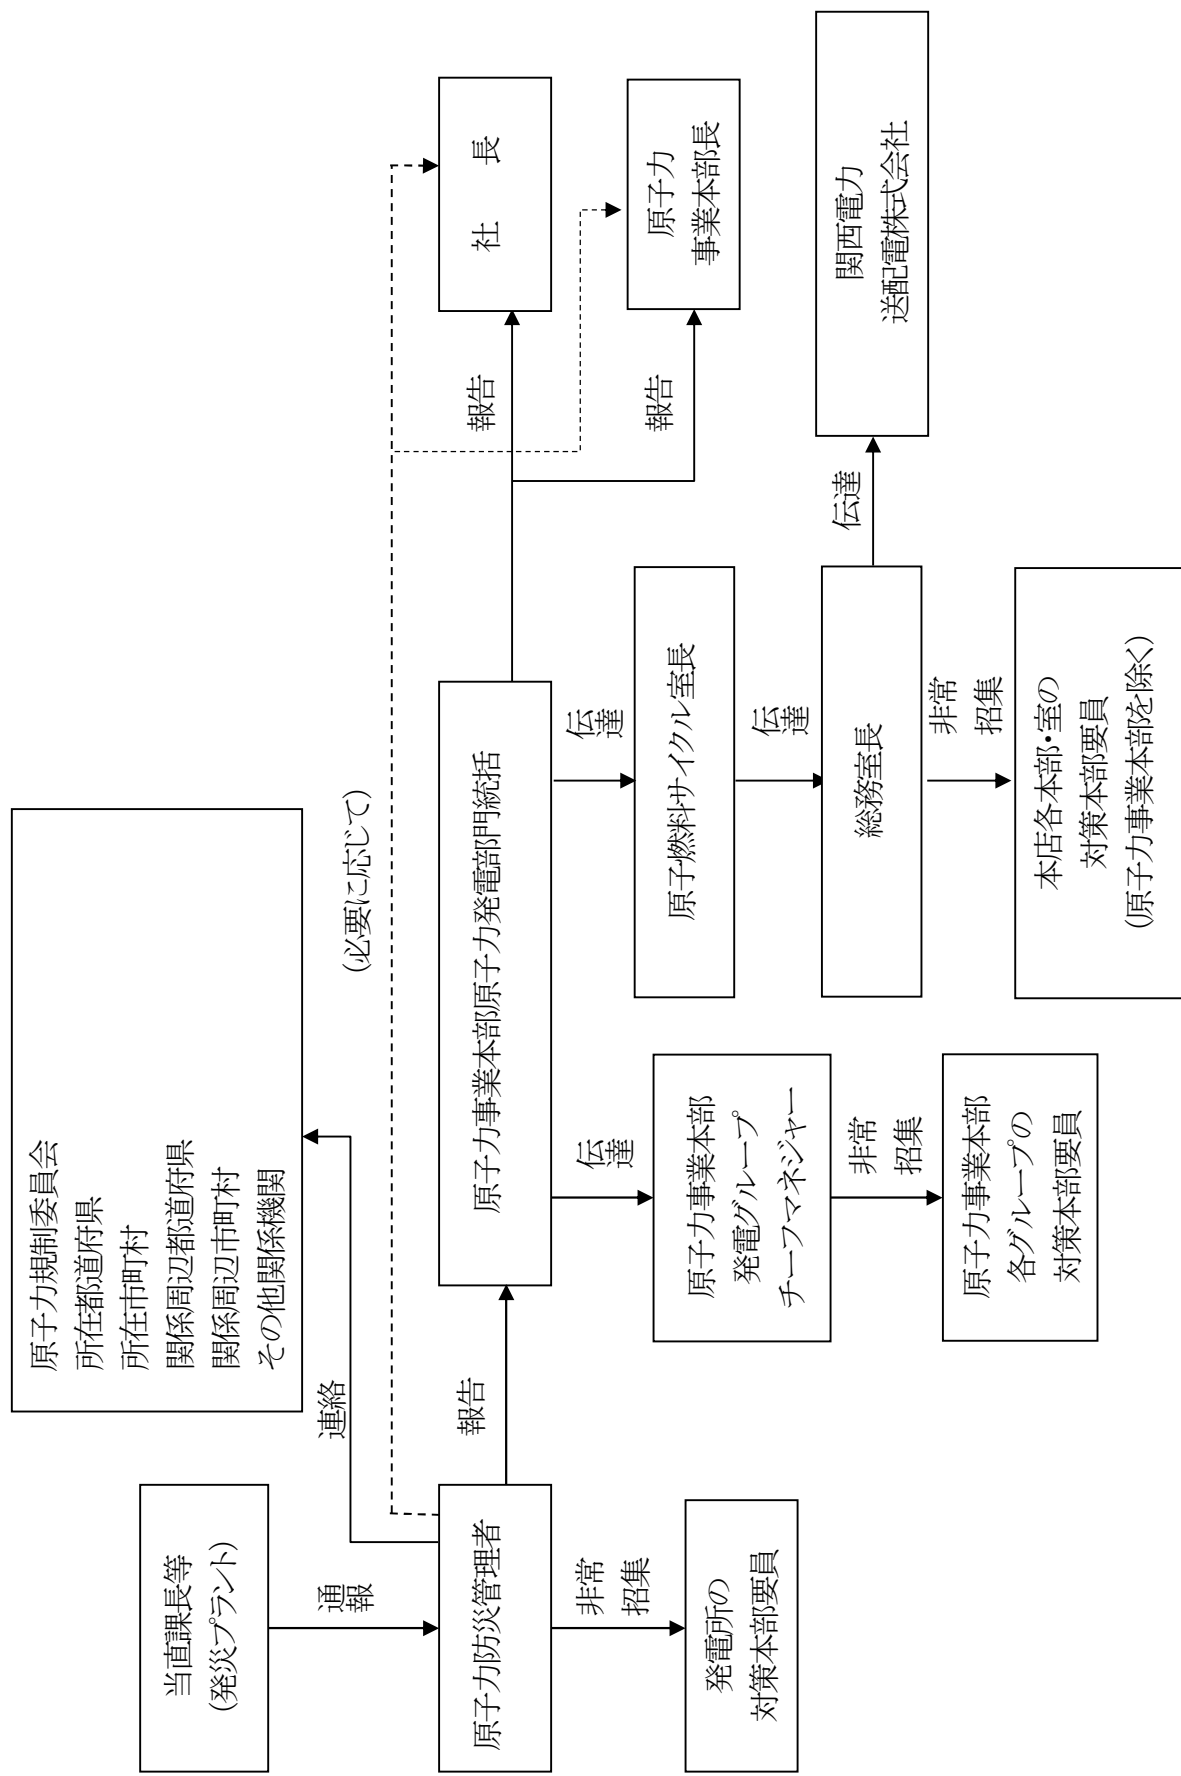 原子力規制委員会
所在都道府県
所在市町村
関係周辺都道府県
関係周辺市町村
その他関係機関
当直課長等
(発災プラント)
通報
連絡
(必要に応じて)
原子力防災管理者
報告
原子力事業本部原子力発電部門統括
報告
社　長
非常
招集
発電所の
対策本部要員
伝達
原子力事業本部
発電グループ
チーフマネジャー
非常
招集
原子力事業本部
各グループの
対策本部要員
伝達
原子燃料サイクル室長
伝達
総務室長
非常
招集
本店各本部・室の
対策本部要員
(原子力事業本部を除く)
報告
原子力
事業本部長
伝達
関西電力
送配電株式会社